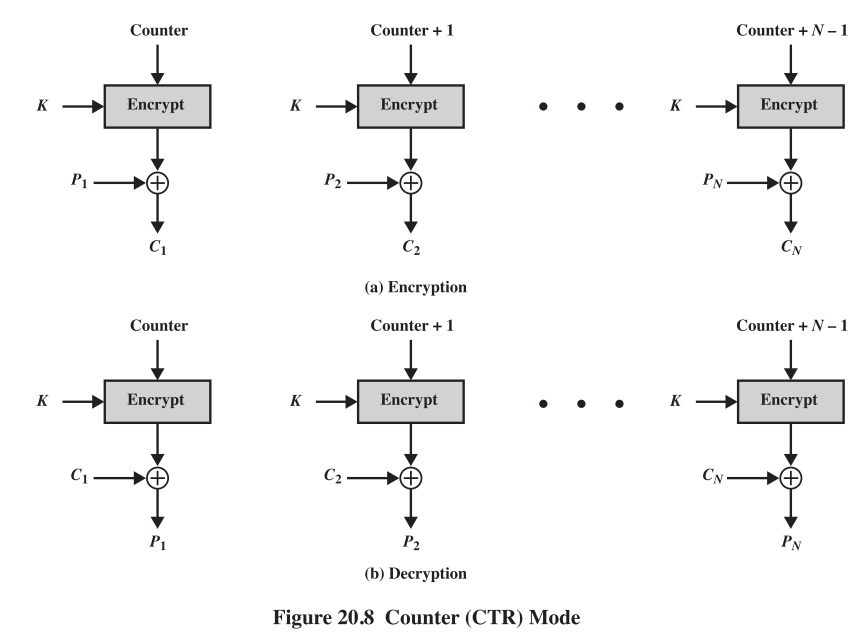 Counter Counter + 1 Counter + N – 1
K Encrypt K Encrypt • • • K Encrypt
P1 P2 PN
C1 C2 CN
(a) Encryption
Counter Counter + 1 Counter + N – 1
K Encrypt K Encrypt • • • K Encrypt
C1 C2 CN
P1 P2 PN
(b) Decryption
Figure 20.8 Counter (CTR) Mode